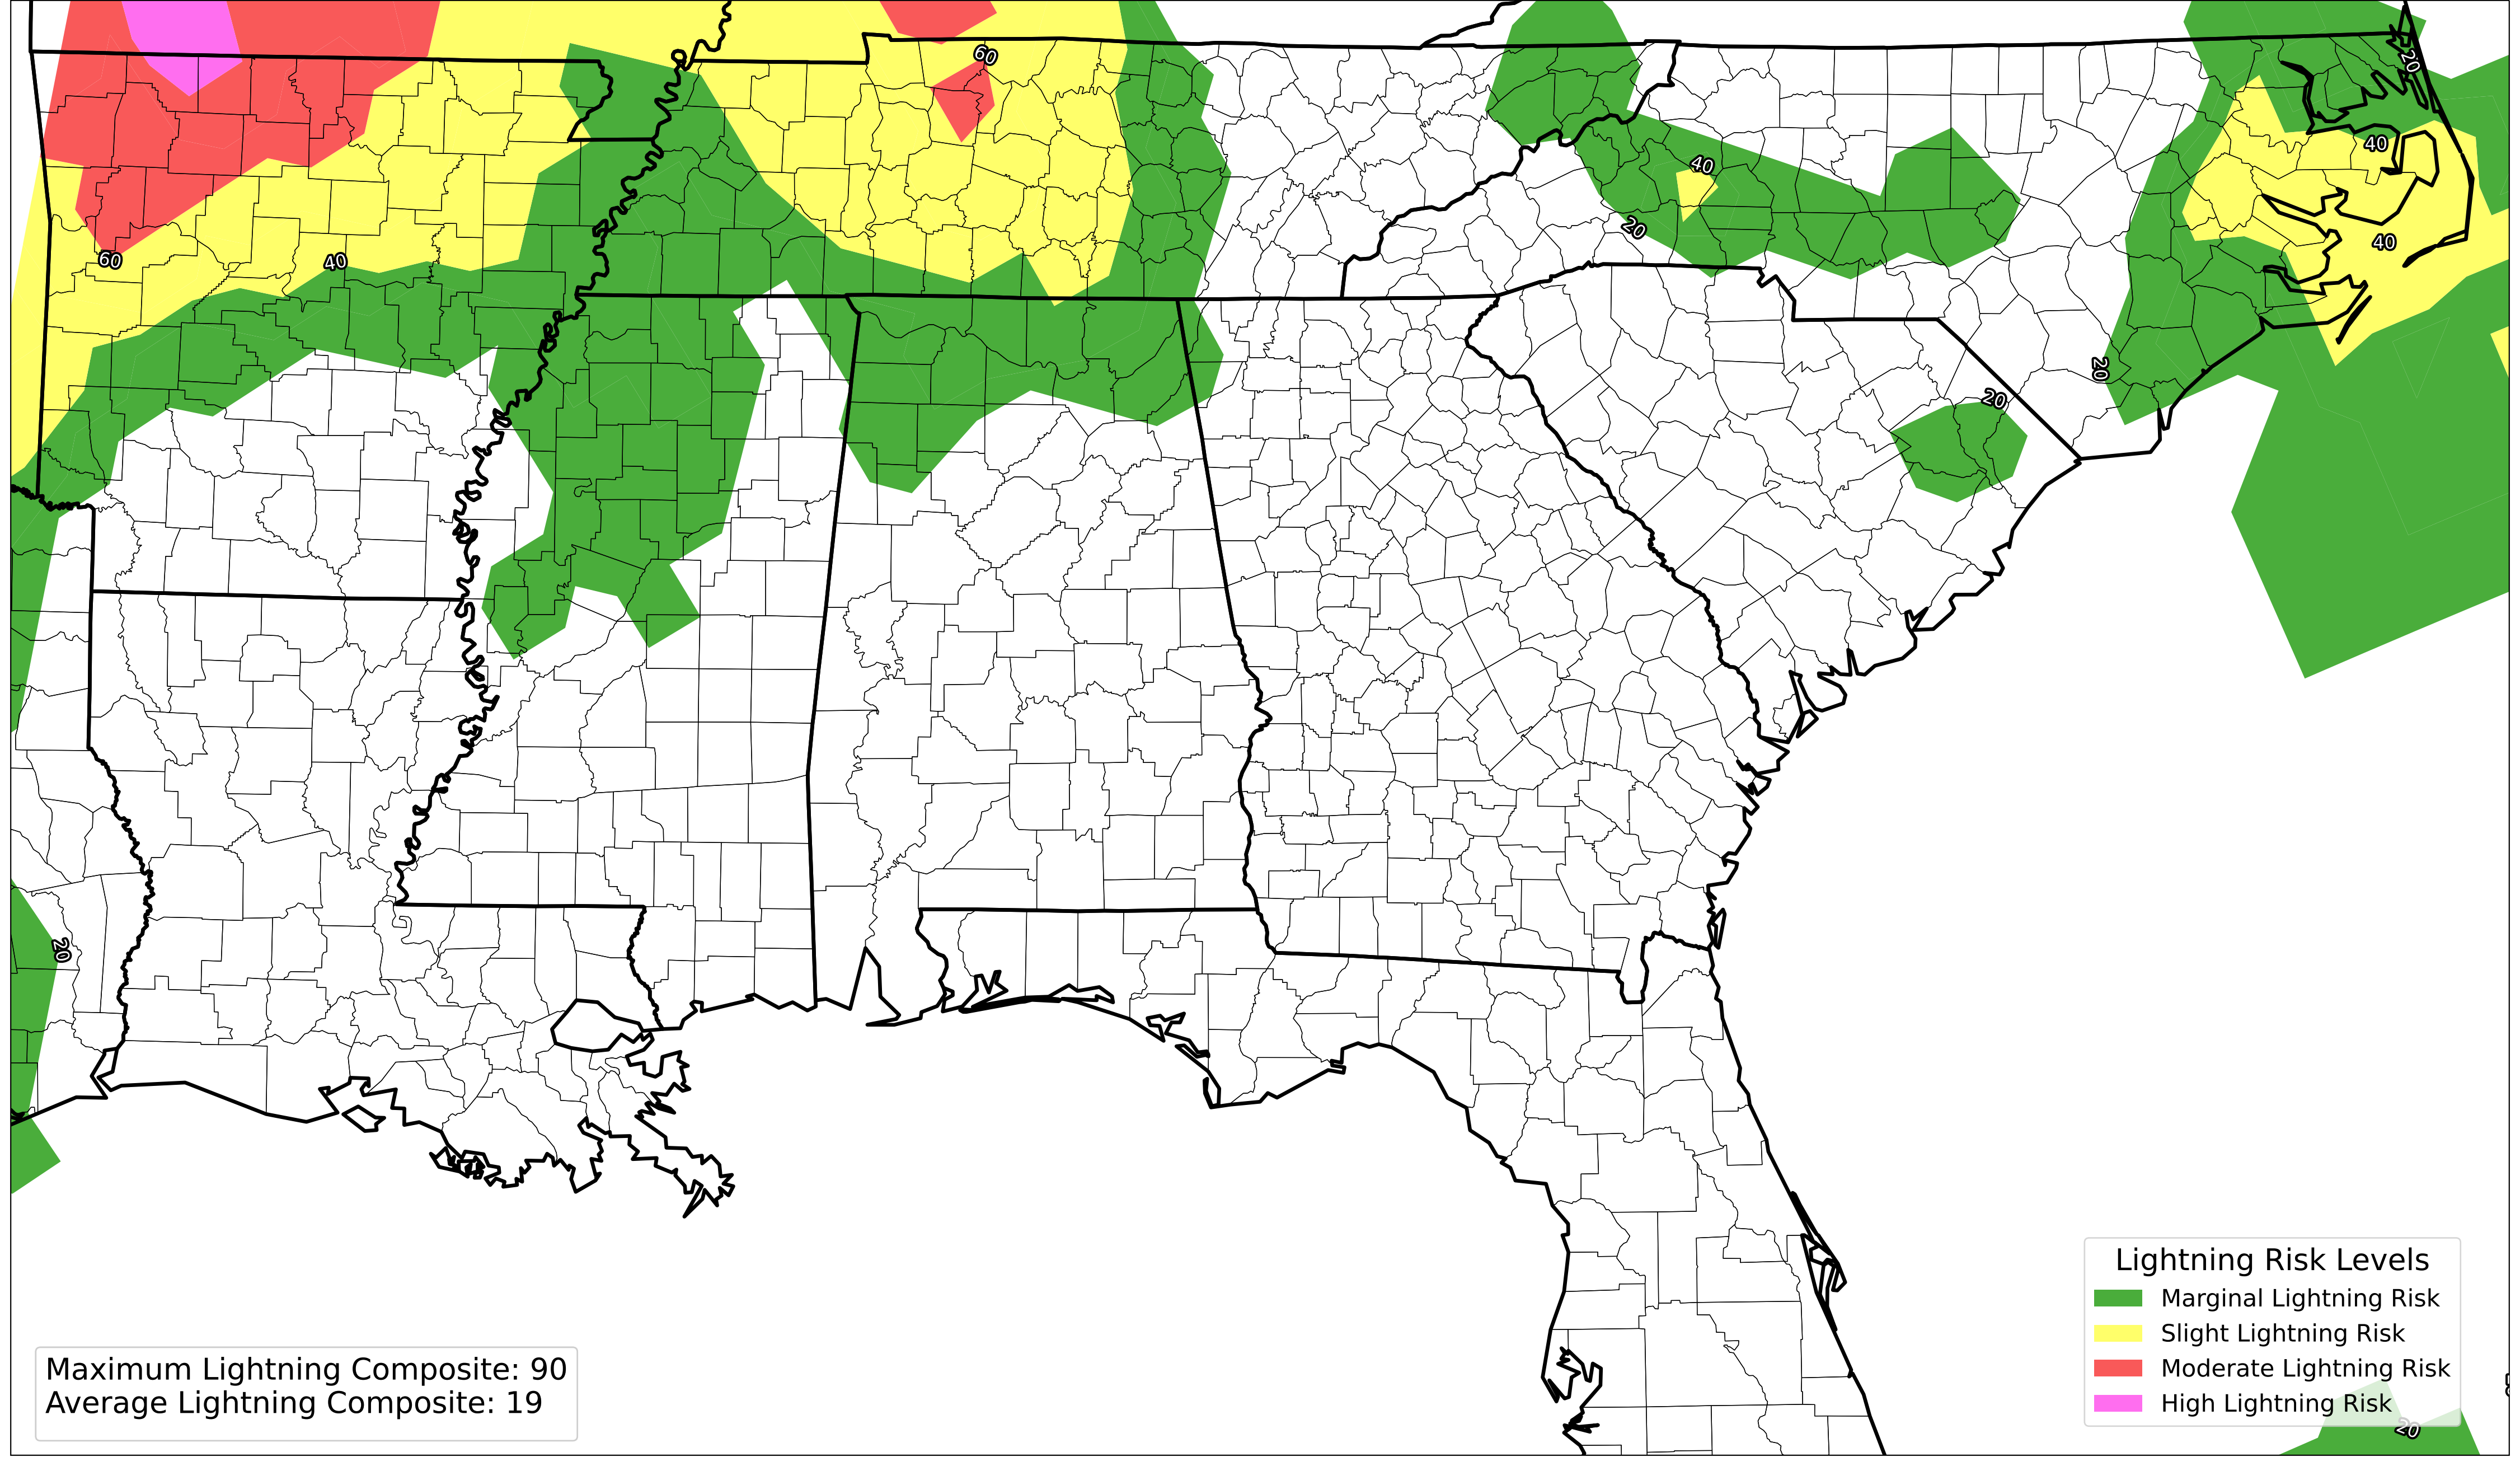 60
20
40
40
20
40
60
40
20
20
20
Lightning Risk Levels
Marginal Lightning Risk
Slight Lightning Risk
Moderate Lightning Risk
High Lightning Risk
Maximum Lightning Composite: 90
Average Lightning Composite: 19
20